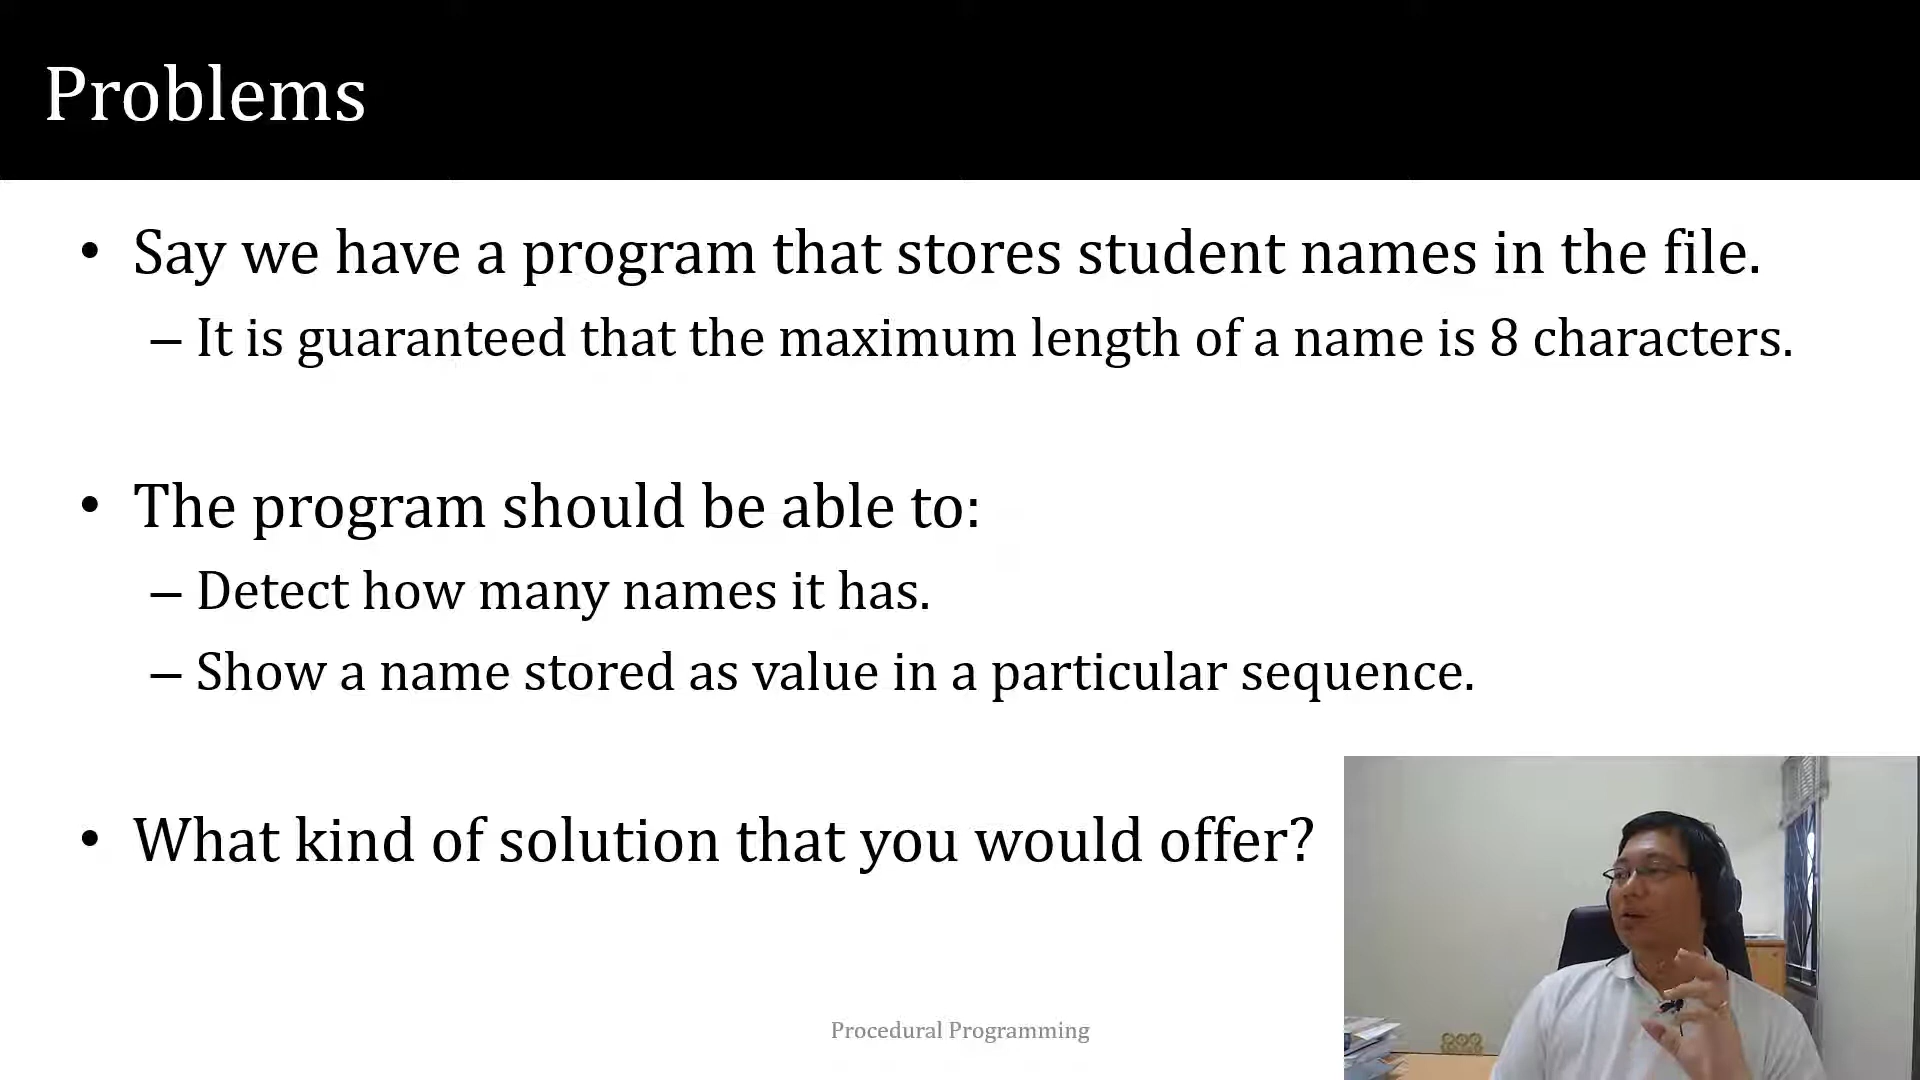 Problems
• Say we have a program that stores student names in the file.
– It is guaranteed that the maximum length of a name is 8 characters.
• The program should be able to:
– Detect how many names it has.
– Show a name stored as value in a particular sequence.
• What kind of solution that you would offer?
Procedural Programming